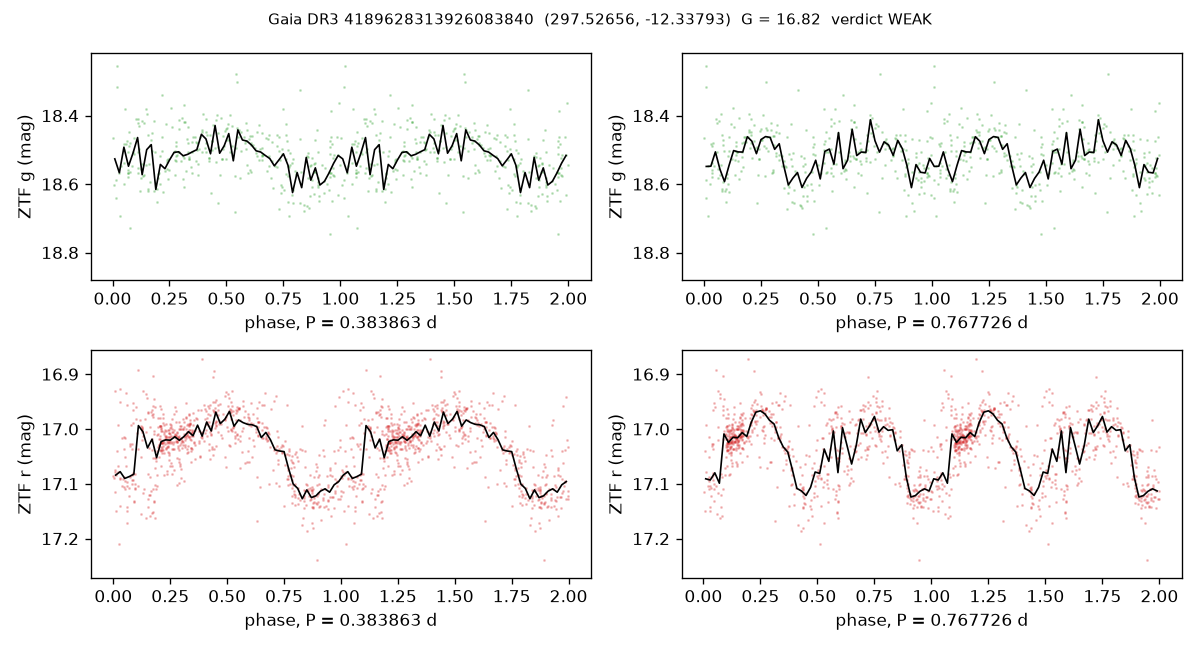 Gaia DR3 4189628313926083840  (297.52656, -12.33793)  G = 16.82  verdict WEAK
ZTF g (mag)
18.4
18.6
18.8
0.00 0.25 0.50 0.75 1.00 1.25 1.50 1.75 2.00
phase, P = 0.383863 d
ZTF g (mag)
18.4
18.6
18.8
0.00 0.25 0.50 0.75 1.00 1.25 1.50 1.75 2.00
phase, P = 0.767726 d
ZTF r (mag)
16.9
17.0
17.1
17.2
0.00 0.25 0.50 0.75 1.00 1.25 1.50 1.75 2.00
phase, P = 0.383863 d
ZTF r (mag)
16.9
17.0
17.1
17.2
0.00 0.25 0.50 0.75 1.00 1.25 1.50 1.75 2.00
phase, P = 0.767726 d